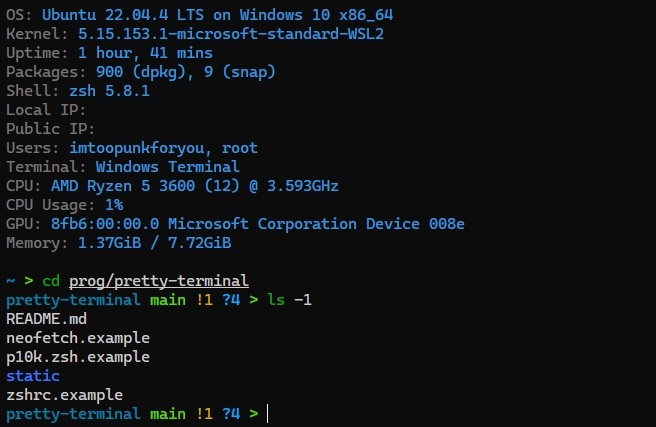 OS: Ubuntu 22.04.4 LTS on Windows 10 x86_64
Kernel: 5.15.153.1-microsoft-standard-WSL2
Uptime: 1 hour, 41 mins
Packages: 900 (dpkg), 9 (snap)
Shell: zsh 5.8.1
Local IP:
Public IP:
Users: imtoopunkforyou, root
Terminal: Windows Terminal
CPU: AMD Ryzen 5 3600 (12) @ 3.593GHz
CPU Usage: 1%
GPU: 8fb6:00:00.0 Microsoft Corporation Device 008e
Memory: 1.37GiB / 7.72GiB
~ > cd prog/pretty-terminal
pretty-terminal main !1 ?4 > ls -1
README.md
neofetch.example
p10k.zsh.example
static
zshrc.example
pretty-terminal main !1 ?4 >